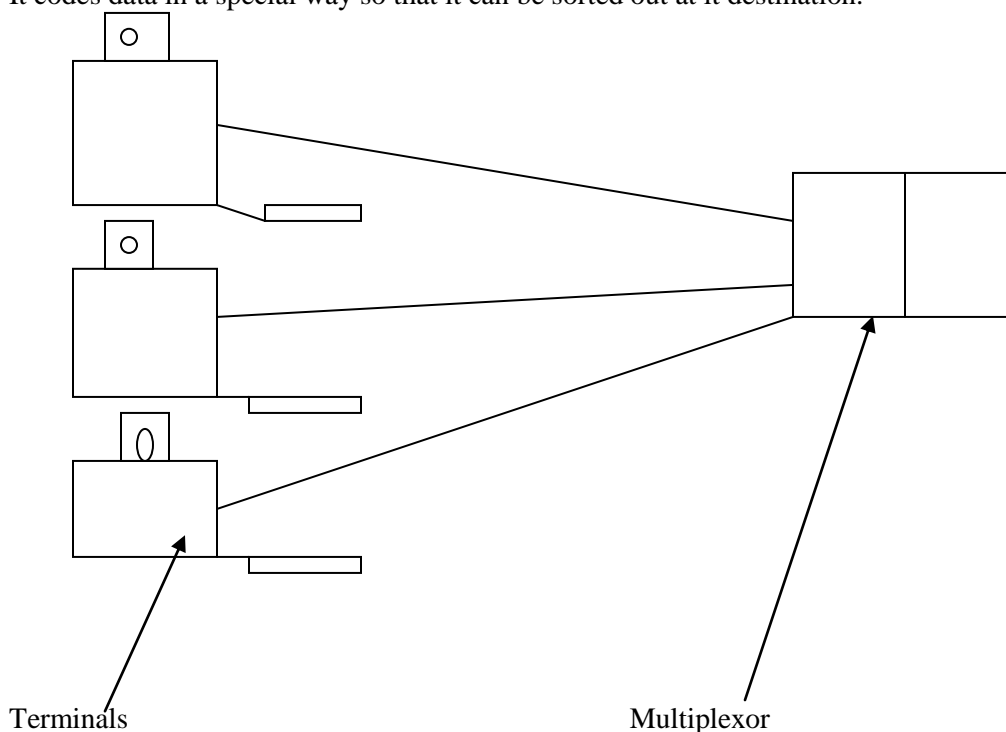 It codes data in a special way so that it can be sorted out at it destination.
Terminals
Multiplexor